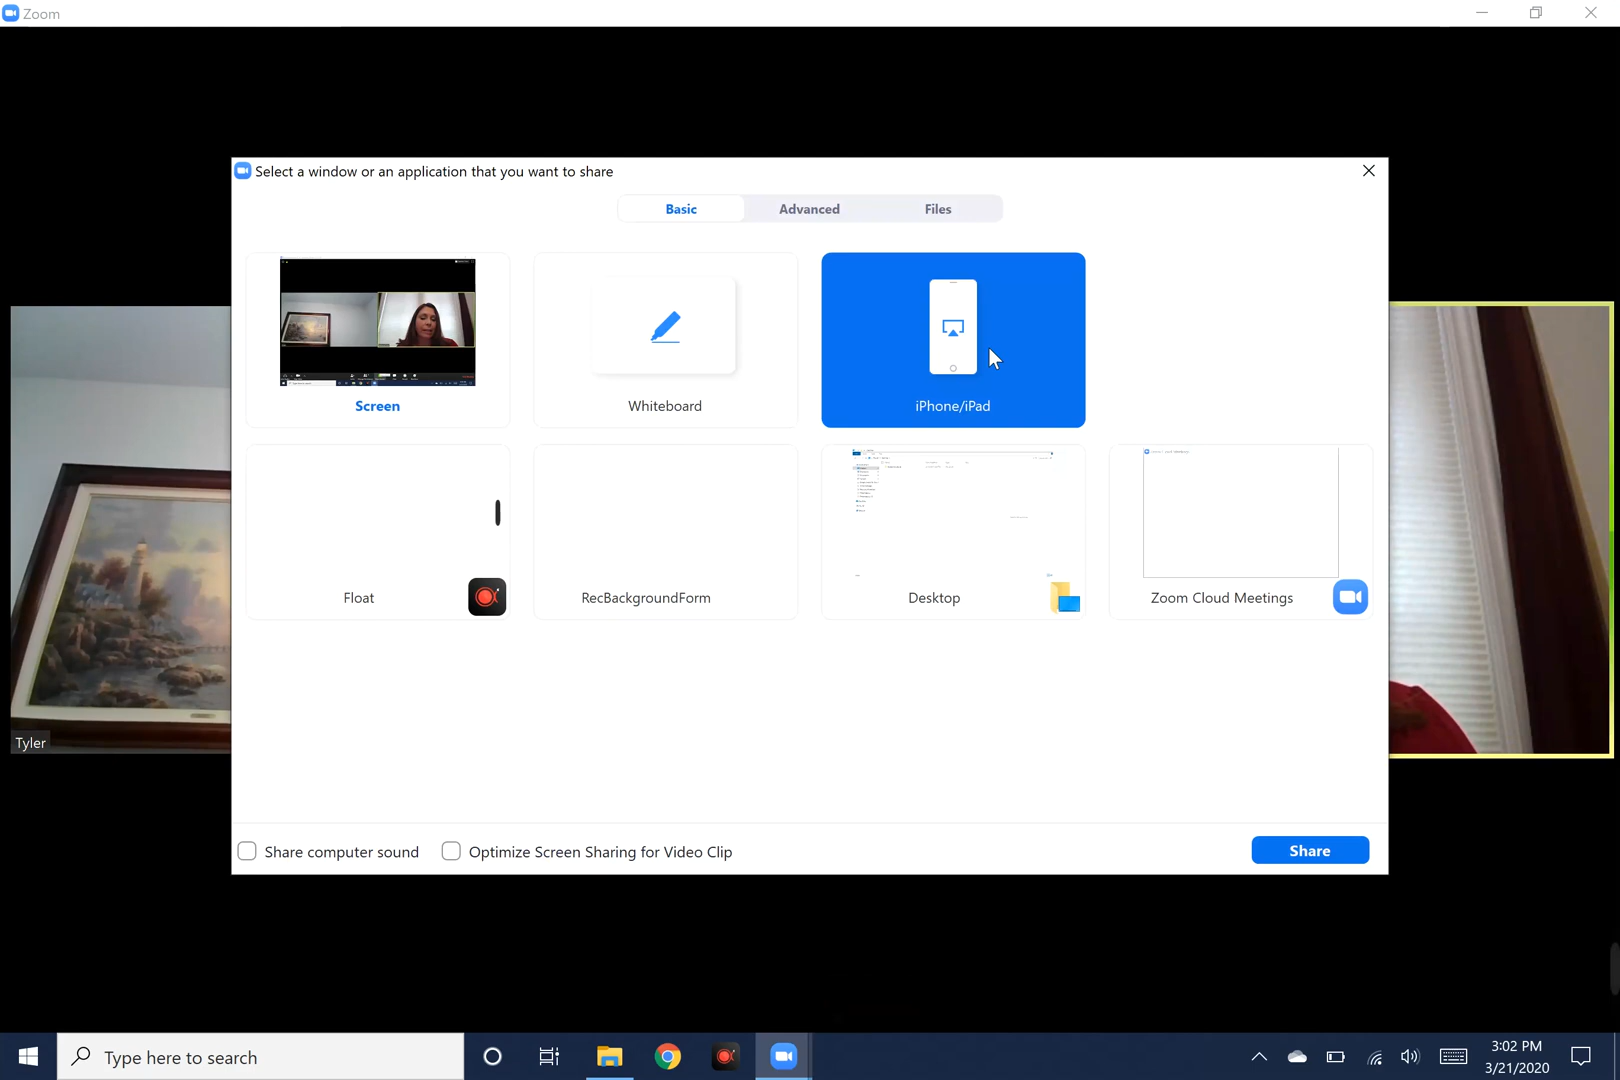 Zoom
Select a window or an application that you want to share
Basic
Advanced
Files
Screen
Whiteboard
iPhone/iPad
Float
RecBackgroundForm
Desktop
Zoom Cloud Meetings
Tyler
Share computer sound
Optimize Screen Sharing for Video Clip
Share
Type here to search
3:02 PM
3/21/2020